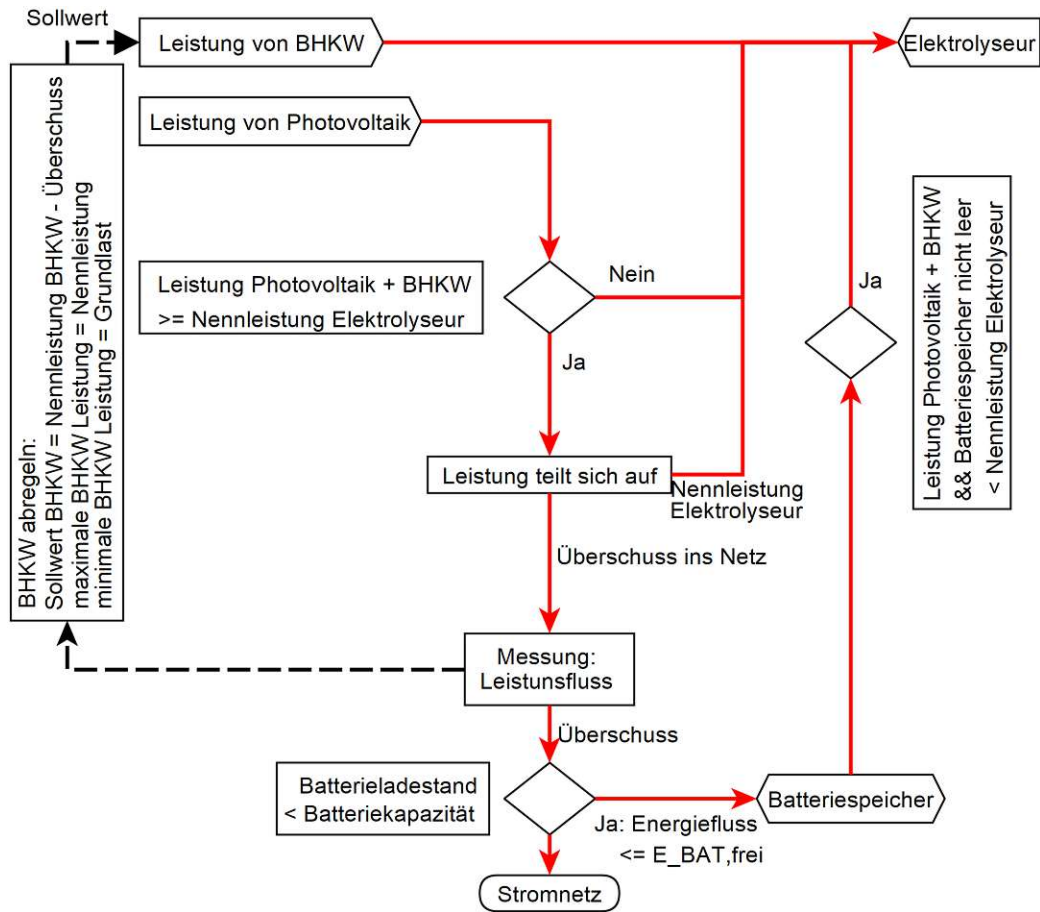 Sollwert
Leistung von BHKW
Elektrolyseur
Leistung von Photovoltaik
BHKW abregeln:
Sollwert BHKW = Nennleistung BHKW - Überschuss
maximale BHKW Leistung = Nennleistung
minimale BHKW Leistung = Grundlast
Leistung Photovoltaik + BHKW
>= Nennleistung Elektrolyseur
Nein
Ja
Ja
Leistung Photovoltaik + BHKW
&& Batteriespeicher nicht leer
< Nennleistung Elektrolyseur
Leistung teilt sich auf
Nennleistung
Elektrolyseur
Überschuss ins Netz
Messung:
Leistunsfluss
Überschuss
Batterieladestand
< Batteriekapazität
Batteriespeicher
Ja: Energiefluss
<= E_BAT,frei
Stromnetz